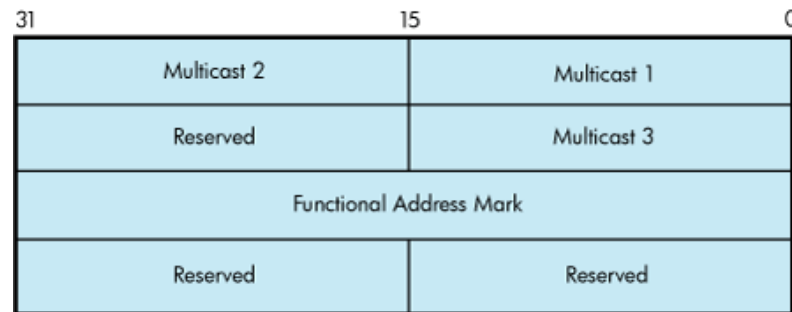 31 15 0
Multicast 2 Multicast 1
Reserved Multicast 3
Functional Address Mark
Reserved Reserved